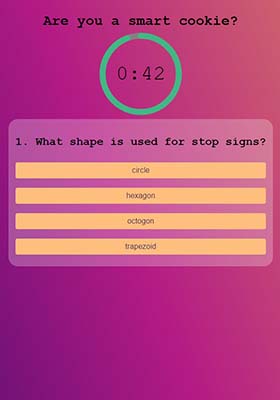 Are you a smart cookie?
0:42
1. What shape is used for stop signs?
circle
hexagon
octogon
trapezoid